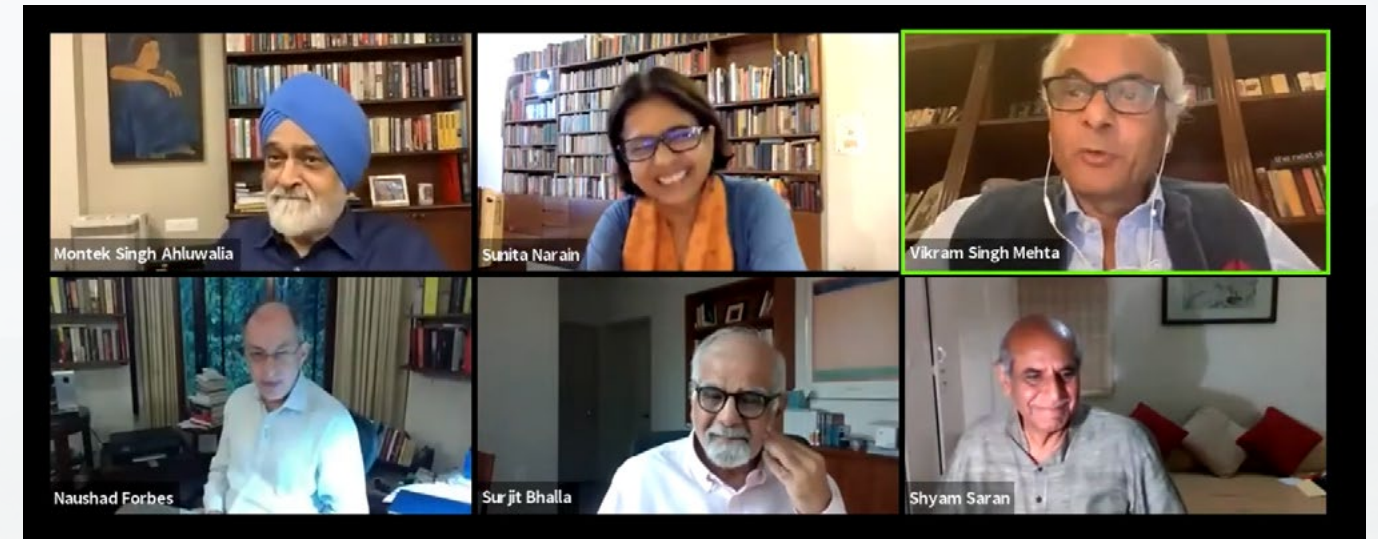 Montek Singh Ahluwalia
Sunita Narain
Vikram Singh Mehta
Naushad Forbes
Surjit Bhalla
Shyam Saran